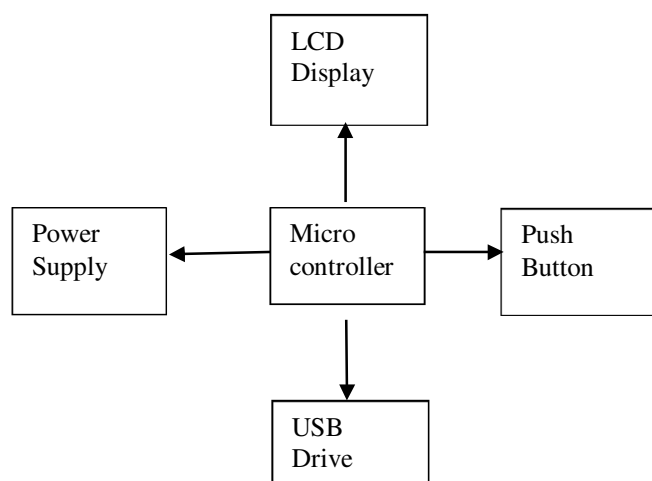 LCD
Display
Power
Supply
Micro
controller
Push
Button
USB
Drive